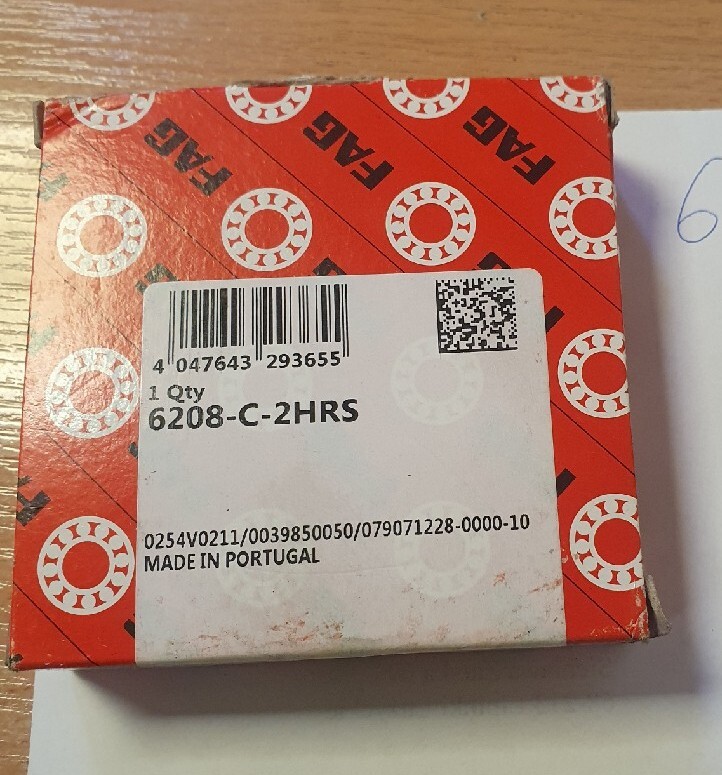 FAG FAG FAG
4 047643 293655
1 Qty
6208-C-2HRS
0254V0211/0039850050/079071228-0000-10
MADE IN PORTUGAL
6